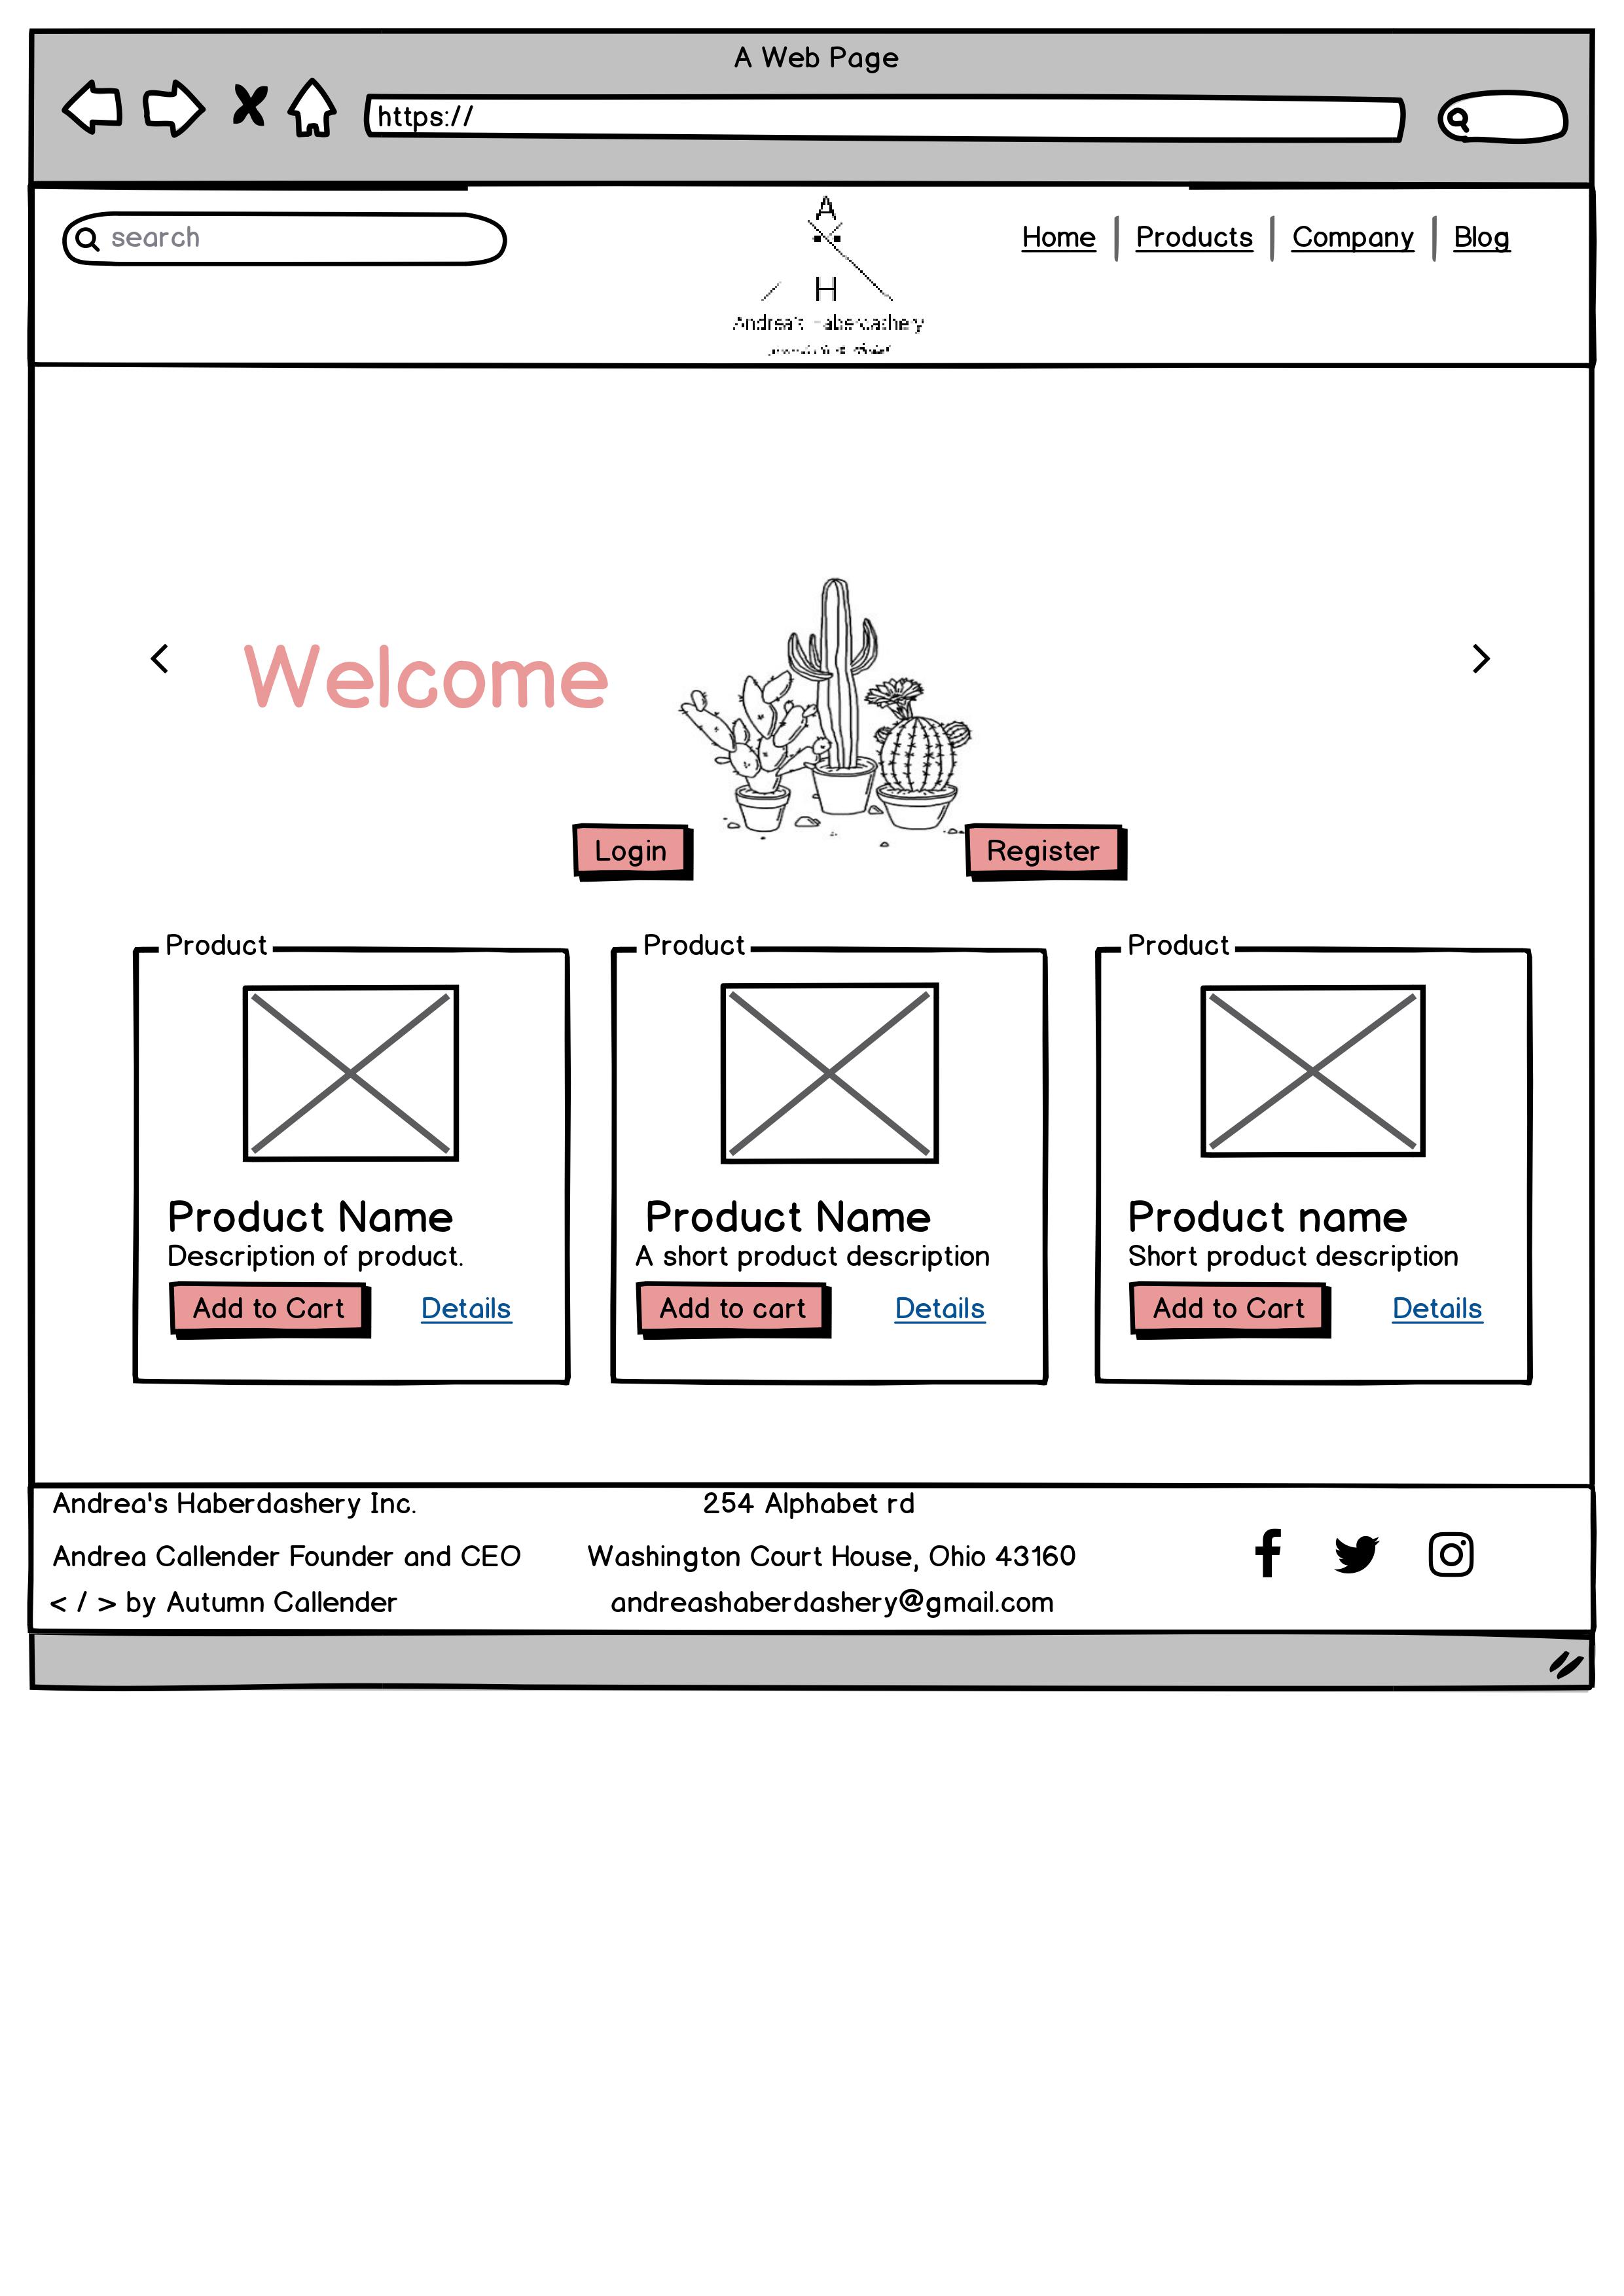 A Web Page
https://
search
A
H
Andrea's Haberdashery
Home
Products
Company
Blog
Welcome
Login
Register
Product
Product Name
Description of product.
Add to Cart
Details
Product
Product Name
A short product description
Add to cart
Details
Product
Product name
Short product description
Add to Cart
Details
Andrea's Haberdashery Inc.
Andrea Callender Founder and CEO
< / > by Autumn Callender
254 Alphabet rd
Washington Court House, Ohio 43160
andreashaberdashery@gmail.com